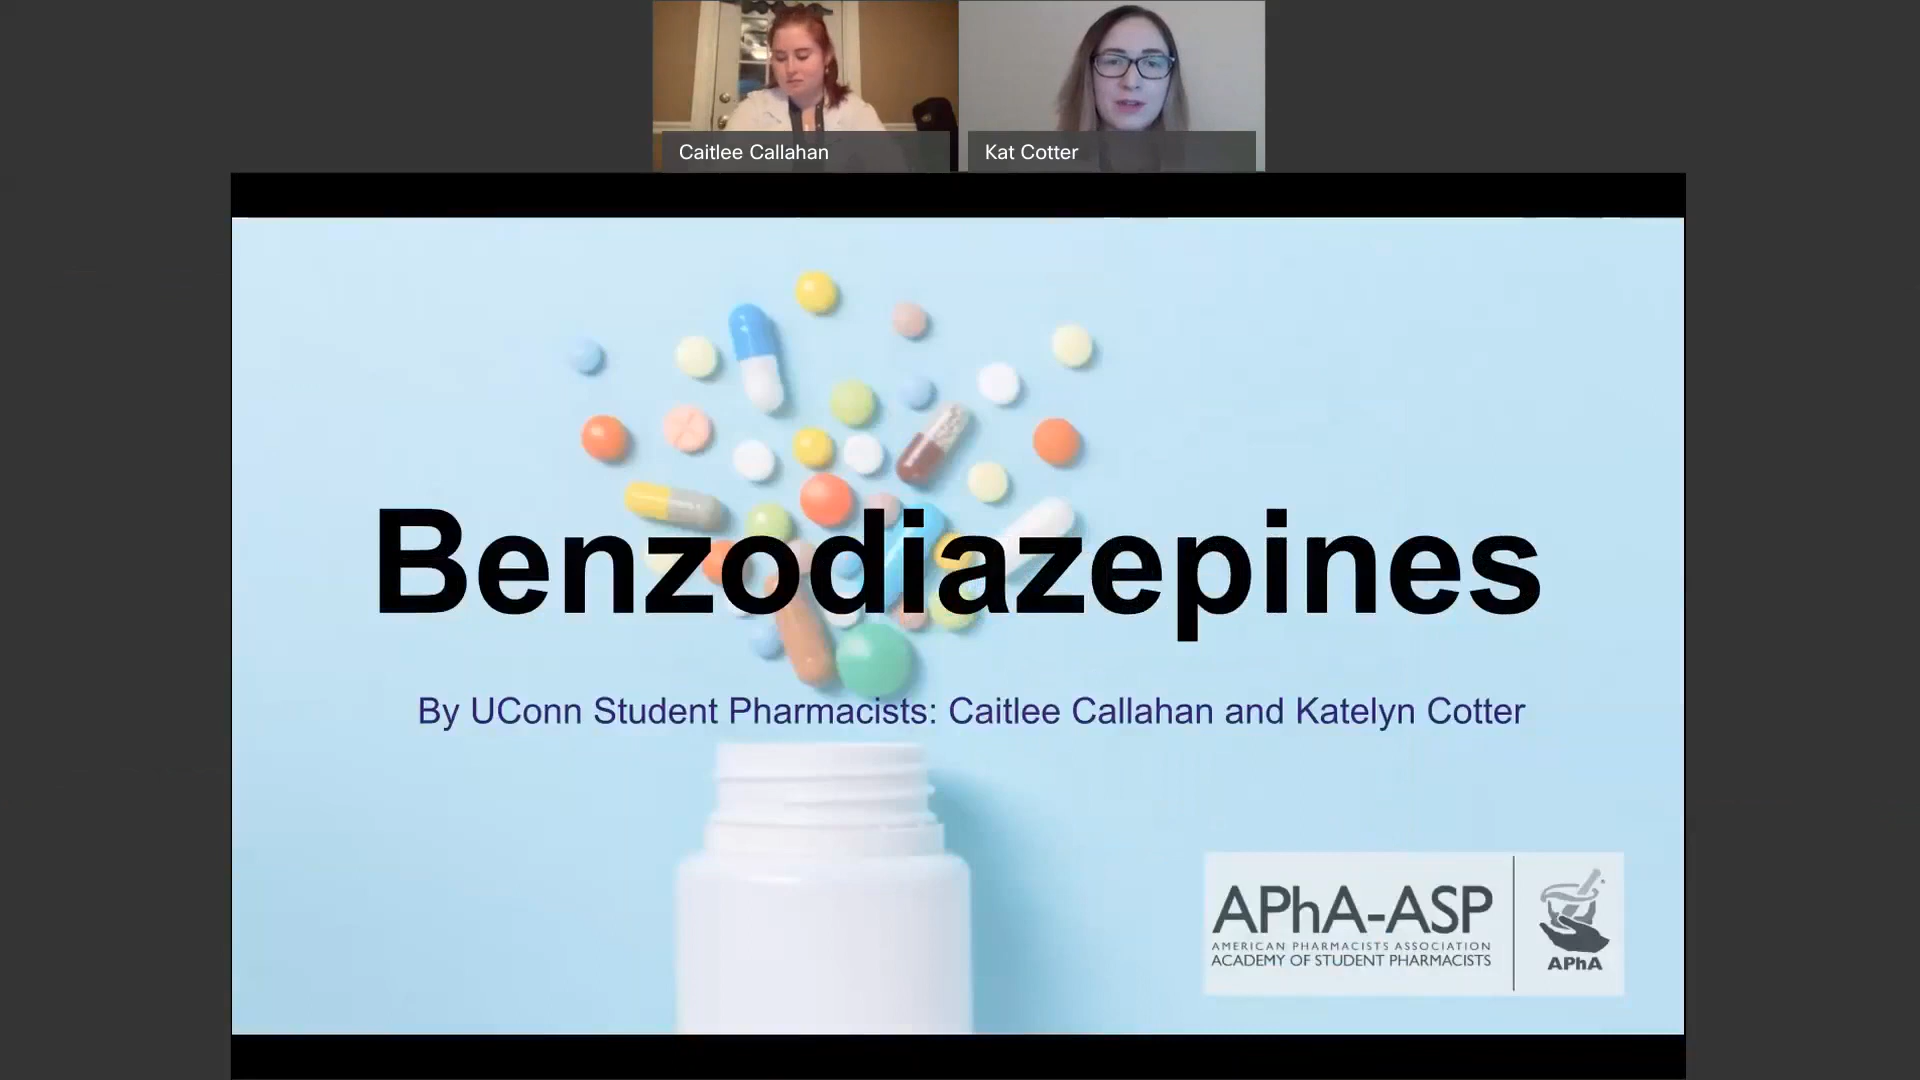 Caitlee Callahan
Kat Cotter
Benzodiazepines
By UConn Student Pharmacists: Caitlee Callahan and Katelyn Cotter
APhA-ASP
AMERICAN PHARMACISTS ASSOCIATION
ACADEMY OF STUDENT PHARMACISTS
APhA